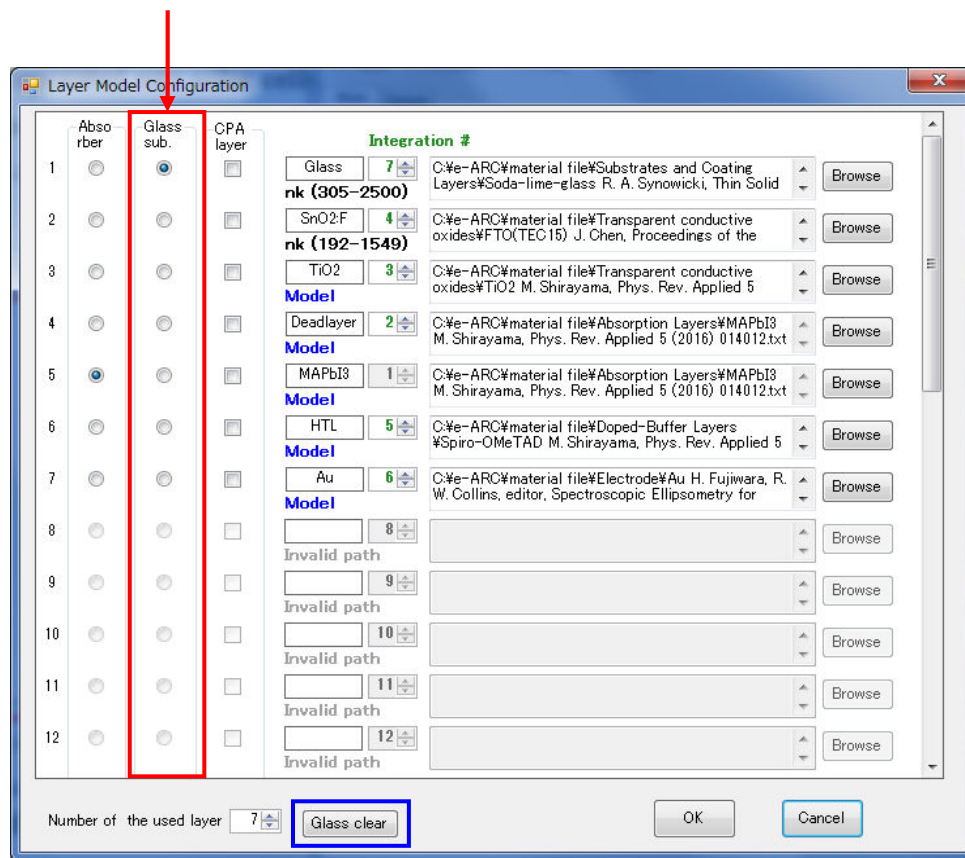 Layer Model Configuration
Abso
rber
Glass
sub.
CPA
layer
Integration #
1 Glass 7 C:¥e-ARC¥material file¥Substrates and Coating
Layers¥Soda-lime-glass R. A. Synowicki, Thin Solid
Browse
nk (305-2500)
2 SnO2:F 4 C:¥e-ARC¥material file¥Transparent conductive
oxides¥FTO(TEC15) J. Chen, Proceedings of the
Browse
nk (192-1549)
3 TiO2 3 C:¥e-ARC¥material file¥Transparent conductive
oxides¥TiO2 M. Shirayama, Phys. Rev. Applied 5
Browse
Model
4 Deadlayer 2 C:¥e-ARC¥material file¥Absorption Layers¥MAPbI3
M. Shirayama, Phys. Rev. Applied 5 (2016) 014012.txt
Browse
Model
5 MAPbI3 1 C:¥e-ARC¥material file¥Absorption Layers¥MAPbI3
M. Shirayama, Phys. Rev. Applied 5 (2016) 014012.txt
Browse
Model
6 HTL 5 C:¥e-ARC¥material file¥Doped-Buffer Layers
¥Spiro-OMeTAD M. Shirayama, Phys. Rev. Applied 5
Browse
Model
7 Au 6 C:¥e-ARC¥material file¥Electrode¥Au H. Fujiwara, R.
W. Collins, editor, Spectroscopic Ellipsometry for
Browse
Model
8 8 Browse
Invalid path
9 9 Browse
Invalid path
10 10 Browse
Invalid path
11 11 Browse
Invalid path
12 12 Browse
Invalid path
Number of the used layer 7 Glass clear OK Cancel